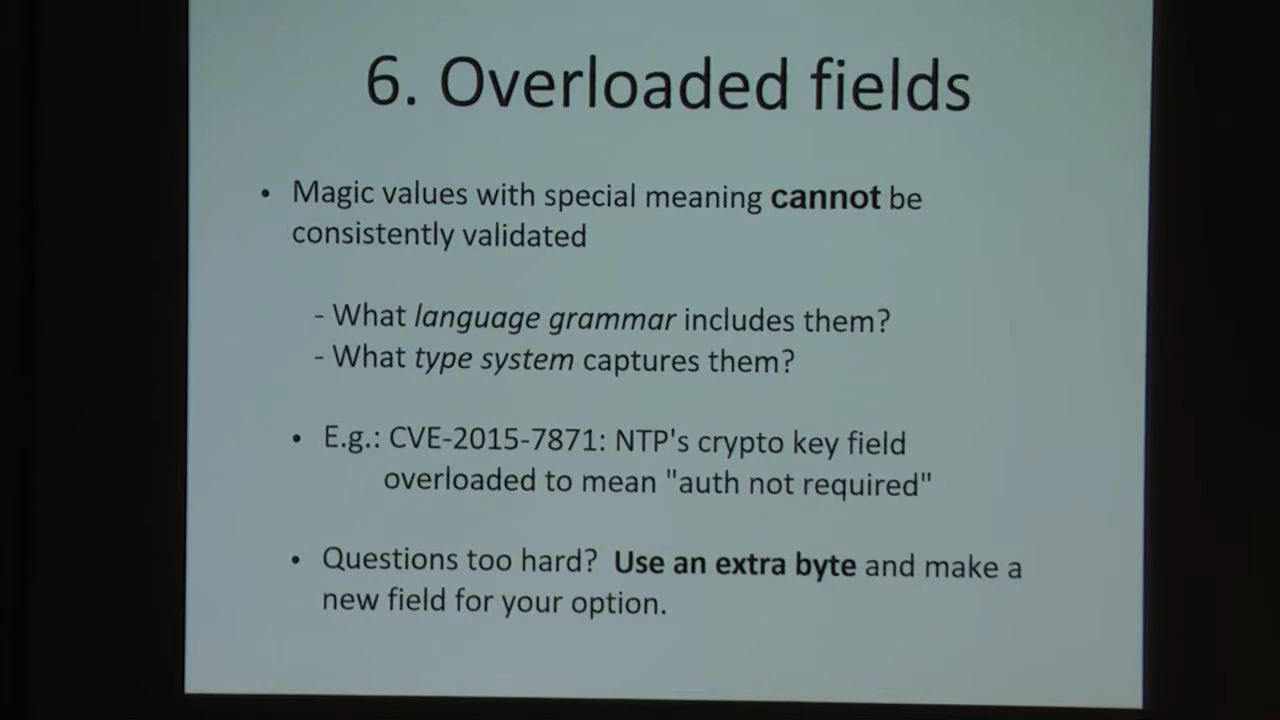 6. Overloaded fields
• Magic values with special meaning cannot be
consistently validated
- What language grammar includes them?
- What type system captures them?
• E.g.: CVE-2015-7871: NTP's crypto key field
overloaded to mean "auth not required"
• Questions too hard? Use an extra byte and make a
new field for your option.